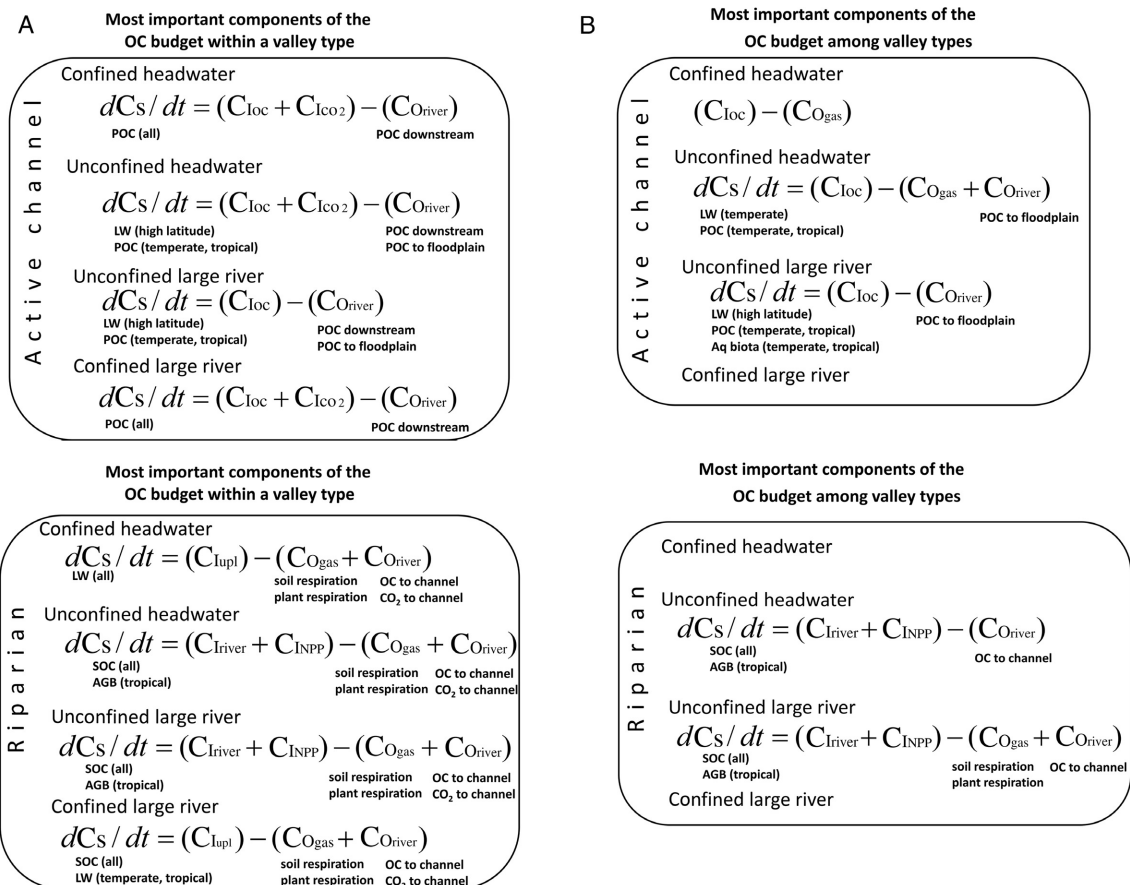 A
Most important components of the
OC budget within a valley type
Active channel
Confined headwater
dCs/dt = (CIoc + CIco2) − (COriver)
POC (all) POC downstream
Unconfined headwater
dCs/dt = (CIoc + CIco2) − (COriver)
LW (high latitude) POC downstream
POC (temperate, tropical) POC to floodplain
Unconfined large river
dCs/dt = (CIoc) − (COriver)
LW (high latitude) POC downstream
POC (temperate, tropical) POC to floodplain
Confined large river
dCs/dt = (CIoc + CIco2) − (COriver)
POC (all) POC downstream
B
Most important components of the
OC budget among valley types
Active channel
Confined headwater
(CIoc) − (COgas)
Unconfined headwater
dCs/dt = (CIoc) − (COgas + COriver)
LW (temperate) POC to floodplain
POC (temperate, tropical)
Unconfined large river
dCs/dt = (CIoc) − (COriver)
LW (high latitude) POC to floodplain
POC (temperate, tropical)
Aq biota (temperate, tropical)
Confined large river
Most important components of the
OC budget within a valley type
Riparian
Confined headwater
dCs/dt = (CIupl) − (COgas + COriver)
LW (all) soil respiration OC to channel
plant respiration CO2 to channel
Unconfined headwater
dCs/dt = (CIriver + CINPP) − (COgas + COriver)
SOC (all) soil respiration OC to channel
AGB (tropical) plant respiration CO2 to channel
Unconfined large river
dCs/dt = (CIriver + CINPP) − (COgas + COriver)
SOC (all) soil respiration OC to channel
AGB (tropical) plant respiration CO2 to channel
Confined large river
dCs/dt = (CIupl) − (COgas + COriver)
SOC (all) soil respiration OC to channel
LW (temperate, tropical) plant respiration CO2 to channel
Most important components of the
OC budget among valley types
Riparian
Confined headwater
Unconfined headwater
dCs/dt = (CIriver + CINPP) − (COriver)
SOC (all) OC to channel
AGB (tropical)
Unconfined large river
dCs/dt = (CIriver + CINPP) − (COgas + COriver)
SOC (all) soil respiration OC to channel
AGB (tropical) plant respiration
Confined large river